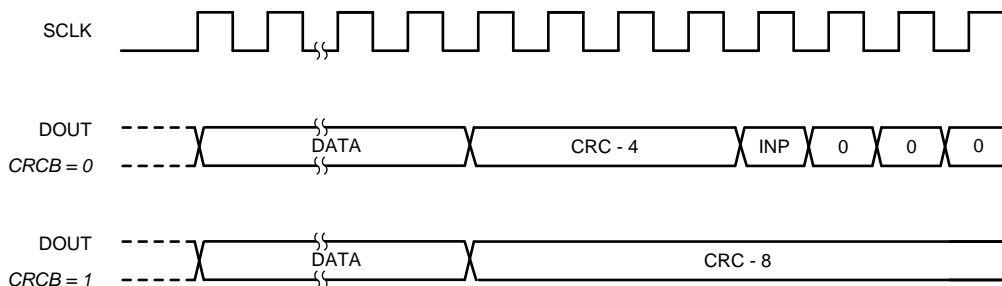 SCLK
DOUT
CRCB = 0
DATA
CRC - 4
INP
0
0
0
DOUT
CRCB = 1
DATA
CRC - 8